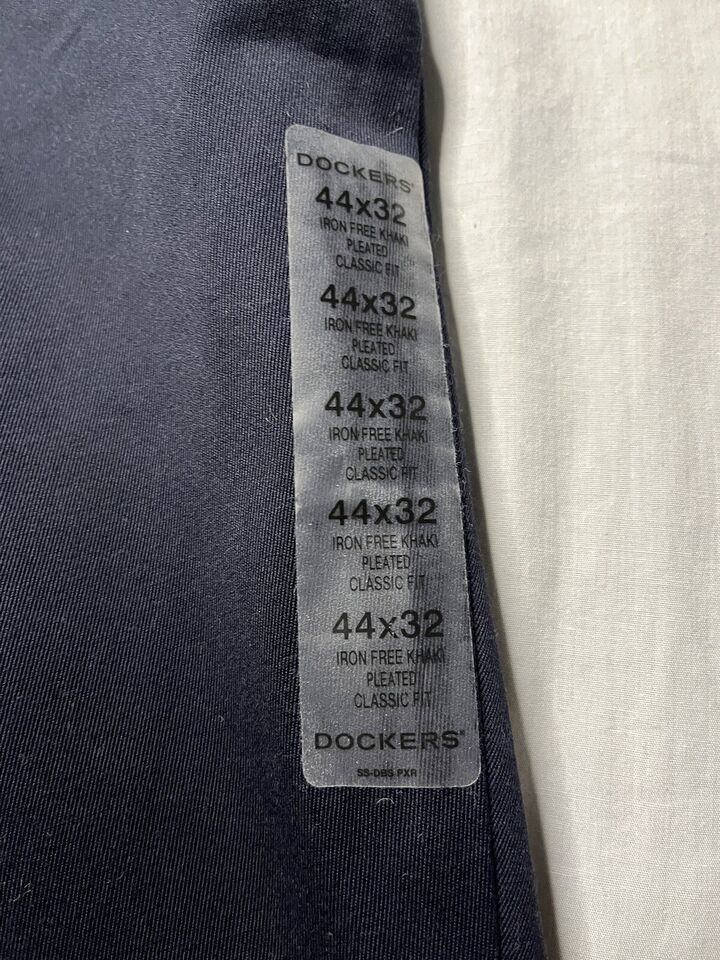 DOCKERS®
44x32
IRON FREE KHAKI
PLEATED
CLASSIC FIT
44x32
IRON FREE KHAKI
PLEATED
CLASSIC FIT
44x32
IRON FREE KHAKI
PLEATED
CLASSIC FIT
44x32
IRON FREE KHAKI
PLEATED
CLASSIC FIT
44x32
IRON FREE KHAKI
PLEATED
CLASSIC FIT
DOCKERS®
SS-DBS PXR